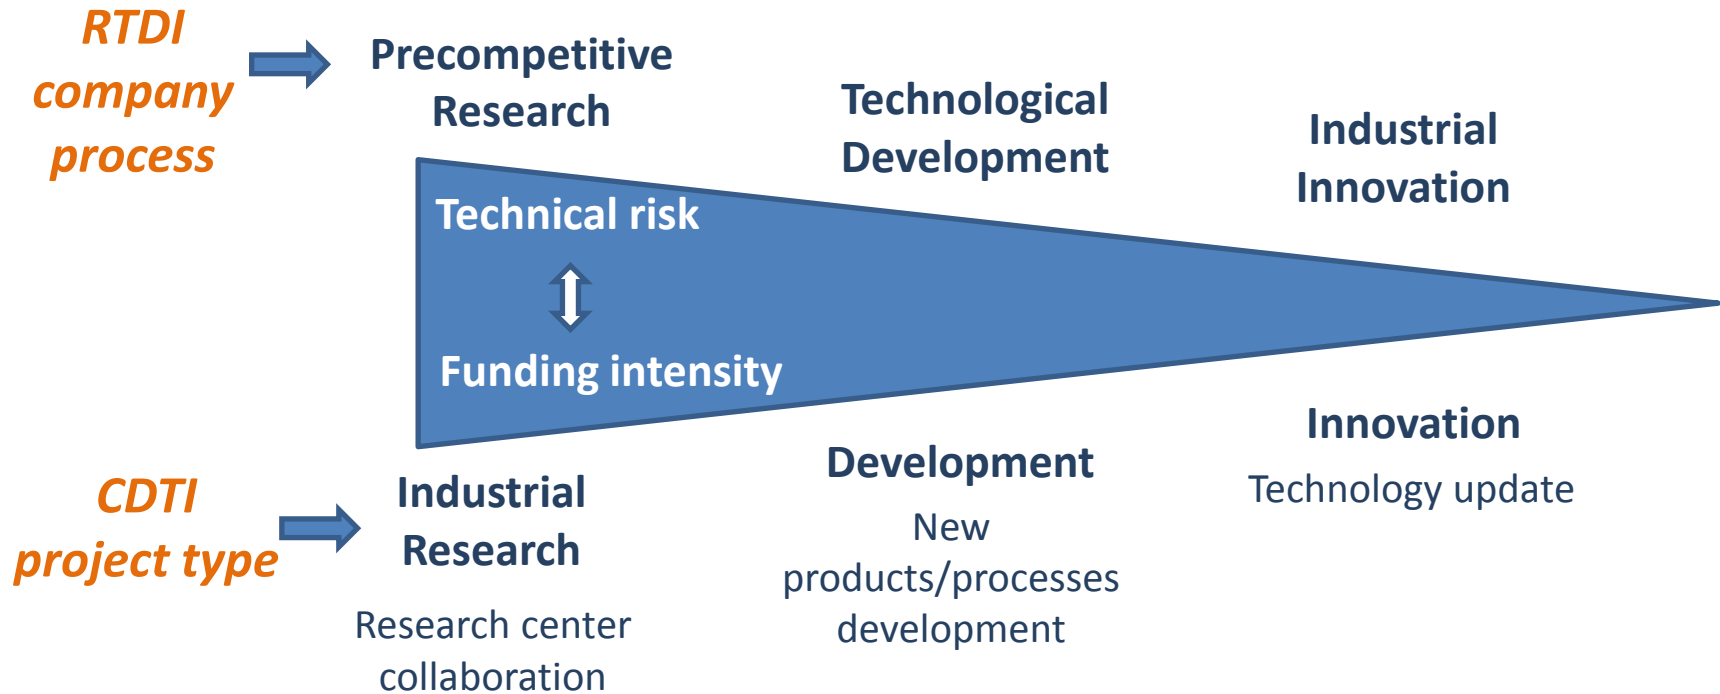 RTDI
company
process
Precompetitive
Research
Technological
Development
Industrial
Innovation
Technical risk
Funding intensity
CDTI
project type
Industrial
Research
Research center
collaboration
Development
New
products/processes
development
Innovation
Technology update